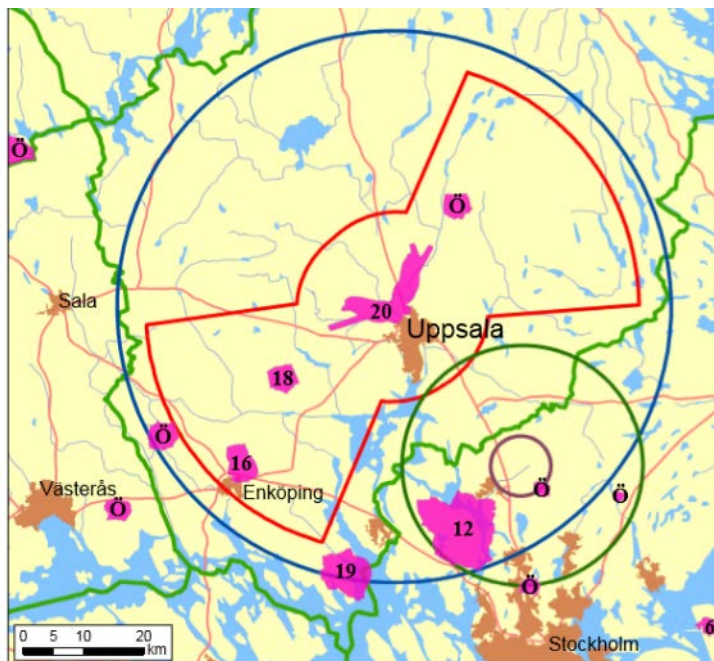 Ö
Ö
Sala
20
Uppsala
18
Ö
16
Enköping
Västerås
Ö
Ö
Ö
12
19
Ö
6
Stockholm
0 5 10 20
km